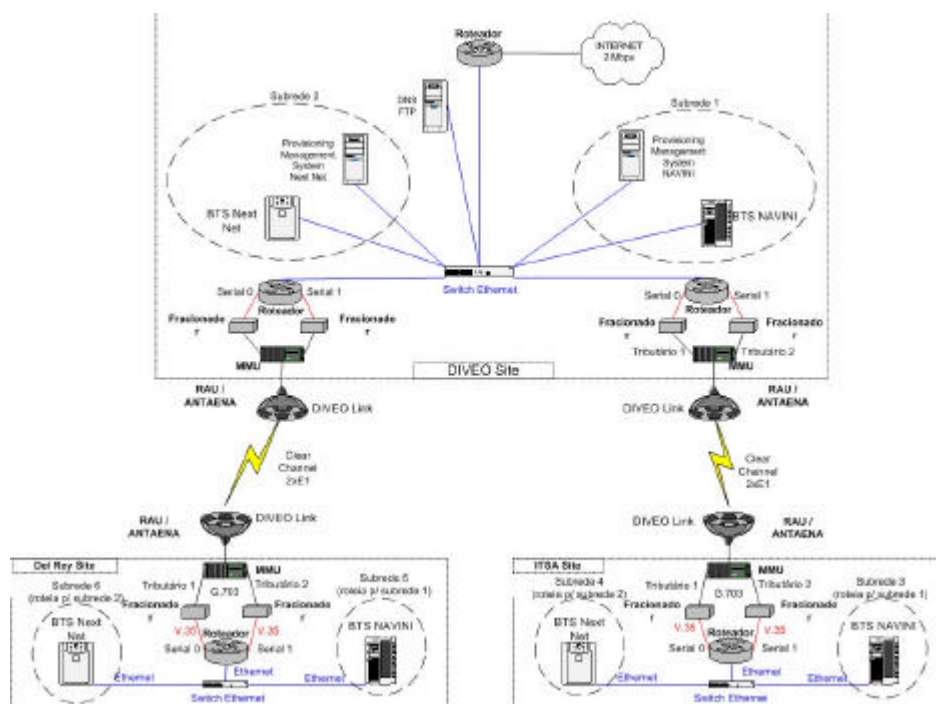 Roteador
INTERNET
2 Mbps
DNS
FTP
Subrede 2
Provisioning
Management
System
Next Net
BTS Next
Net
Subrede 1
Provisioning
Management
System
NAVINI
BTS NAVINI
Switch Ethernet
Serial 0
Serial 1
Roteador
Fracionado
r
Fracionado
r
MMU
Serial 0
Serial 1
Roteador
Fracionado
r
Fracionado
r
Tributário 1
Tributário 2
MMU
DIVEO Site
RAU /
ANTAENA
DIVEO Link
Clear
Channel
2xE1
RAU /
ANTAENA
DIVEO Link
DIVEO Link
RAU /
ANTAENA
Clear
Channel
2xE1
DIVEO Link
RAU /
ANTAENA
Del Rey Site
MMU
Subrede 6
(roteia p/ subrede 2)
Tributário 1
Tributário 2
G.703
Subrede 5
(roteia p/ subrede 1)
Fracionado
r
Fracionado
r
BTS Next
Net
V.35
V.35
Roteador
Serial 0
Serial 1
BTS NAVINI
Ethernet
Ethernet
Ethernet
Switch Ethernet
ITSA Site
MMU
Subrede 4
(roteia p/ subrede 2)
Tributário 1
Tributário 2
G.703
Subrede 3
(roteia p/ subrede 1)
Fracionado
r
Fracionado
r
BTS Next
Net
V.35
V.35
Roteador
Serial 0
Serial 1
BTS NAVINI
Ethernet
Ethernet
Ethernet
Switch Ethernet